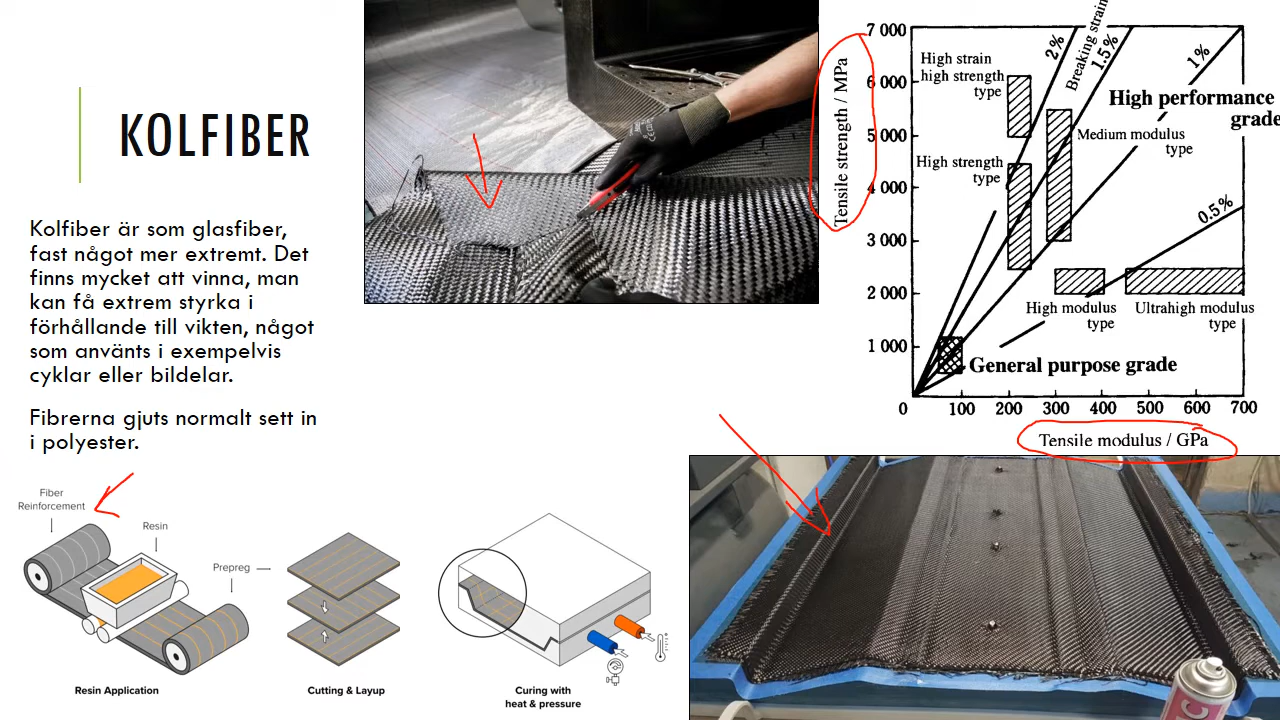 KOLFIBER
Kolfiber är som glasfiber,
fast något mer extremt. Det
finns mycket att vinna, man
kan få extrem styrka i
förhållande till vikten, något
som använts i exempelvis
cyklar eller bildelar.
Fibrerna gjuts normalt sett in
i polyester.
Fiber
Reinforcement
Resin
Prepreg
Resin Application
Cutting & Layup
Curing with
heat & pressure
Tensile strength / MPa
7 000
6 000
5 000
4 000
3 000
2 000
1 000
0
100
200
300
400
500
600
700
Tensile modulus / GPa
High strain
high strength
type
High strength
type
2%
Breaking strain
1.5%
1%
0.5%
High performance
grade
Medium modulus
type
High modulus
type
Ultrahigh modulus
type
General purpose grade
C